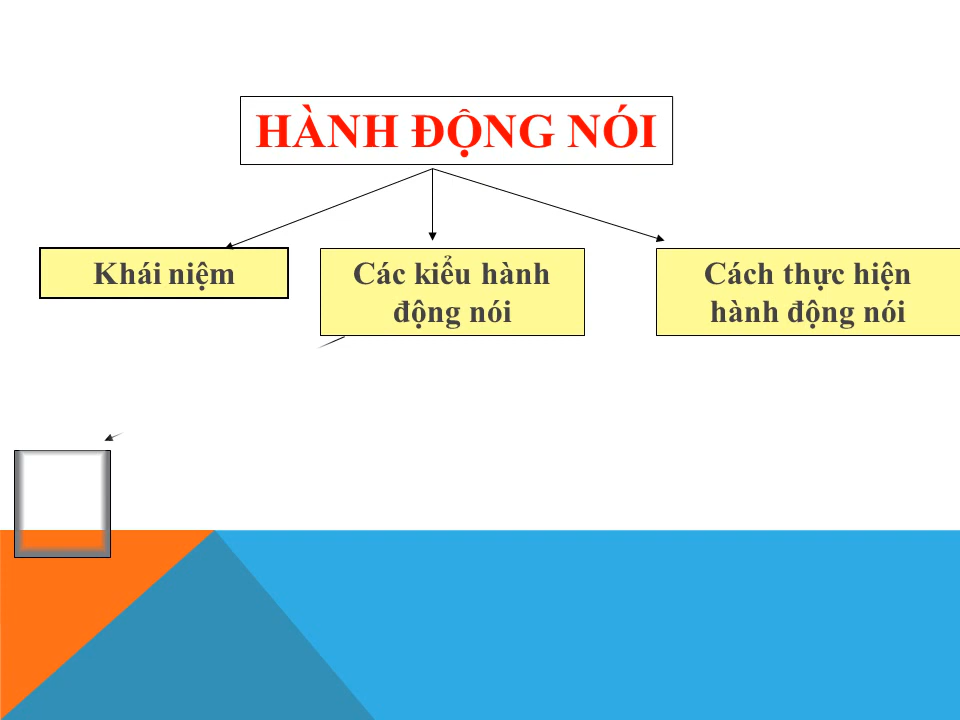 HÀNH ĐỘNG NÓI
Khái niệm
Các kiểu hành
động nói
Cách thực hiện
hành động nói